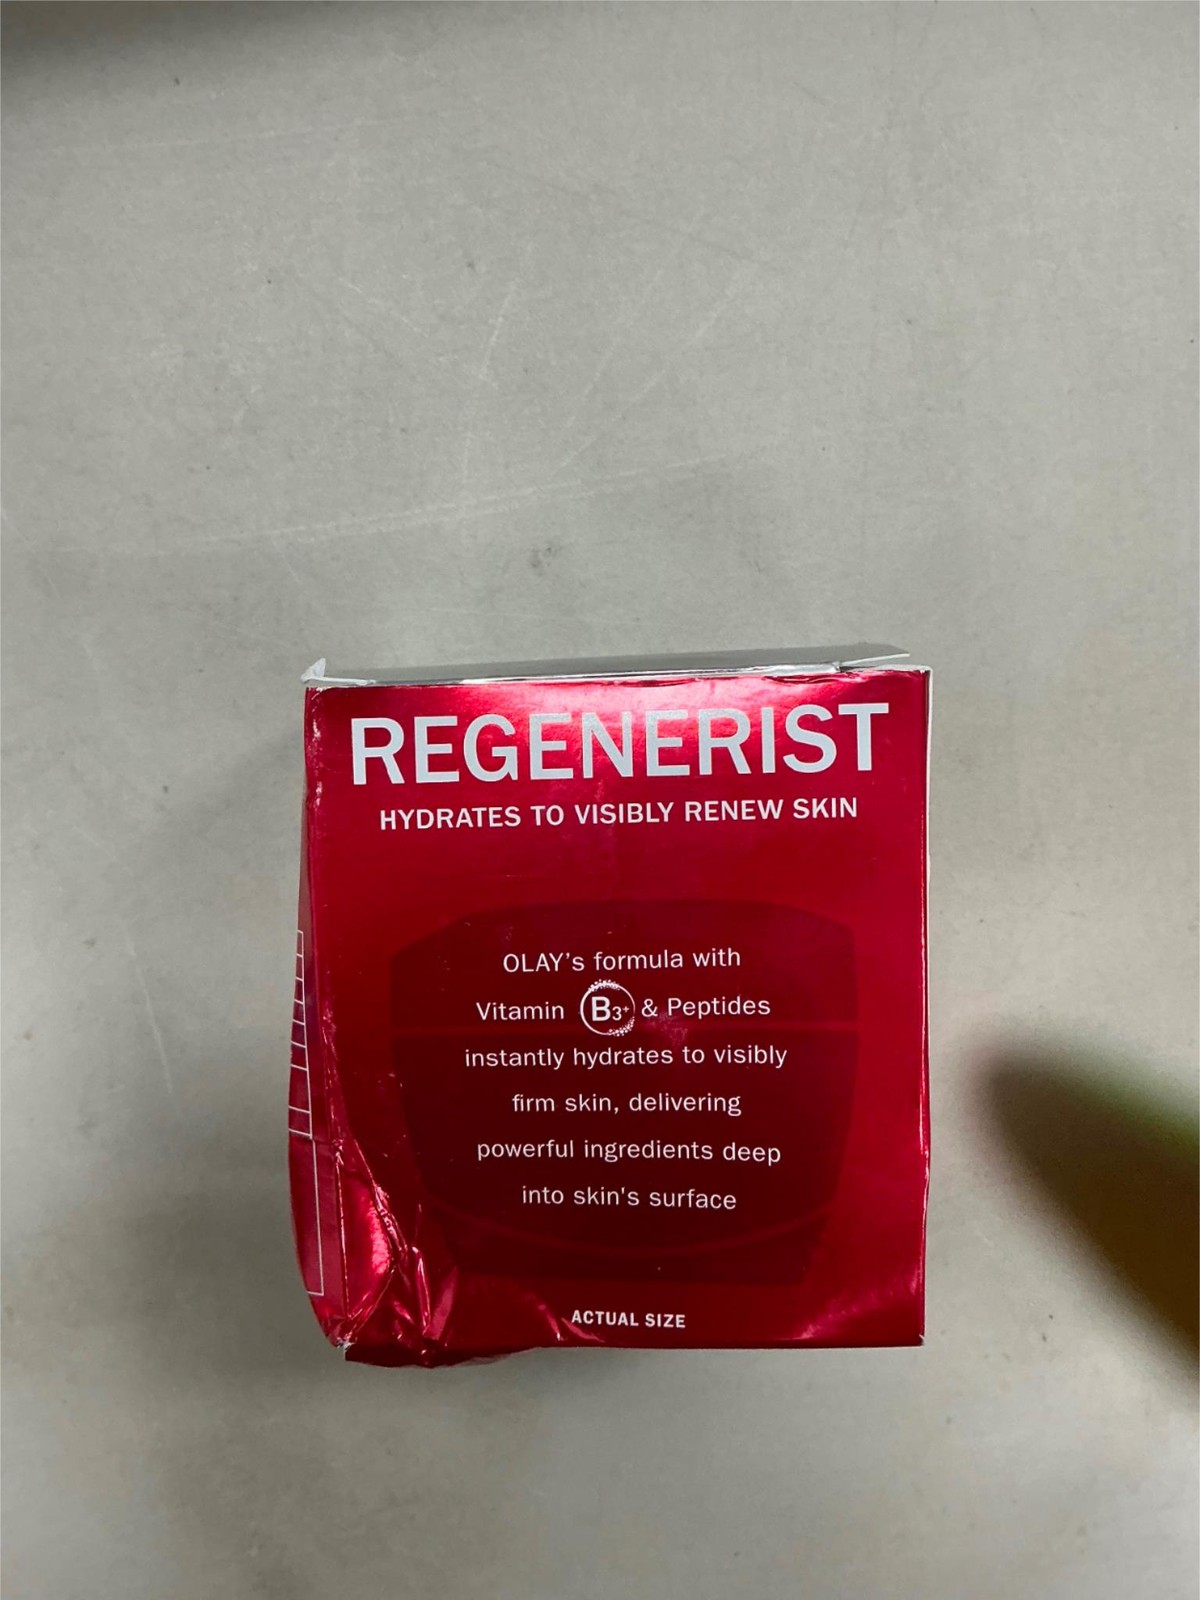 REGENERIST
HYDRATES TO VISIBLY RENEW SKIN
OLAY's formula with
Vitamin B3+ & Peptides
instantly hydrates to visibly
firm skin, delivering
powerful ingredients deep
into skin's surface
ACTUAL SIZE